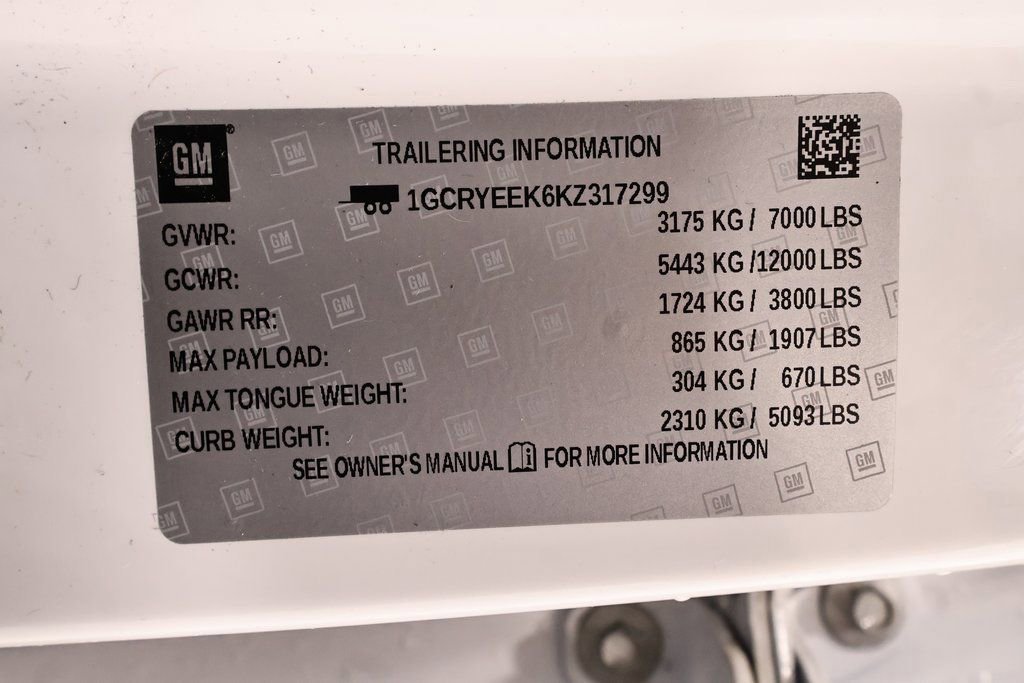 GM
TRAILERING INFORMATION
1GCRYEEK6KZ317299
GVWR: 3175 KG / 7000 LBS
GCWR: 5443 KG /12000 LBS
GAWR RR: 1724 KG / 3800 LBS
MAX PAYLOAD: 865 KG / 1907 LBS
MAX TONGUE WEIGHT: 304 KG / 670 LBS
CURB WEIGHT: 2310 KG / 5093 LBS
SEE OWNER'S MANUAL FOR MORE INFORMATION